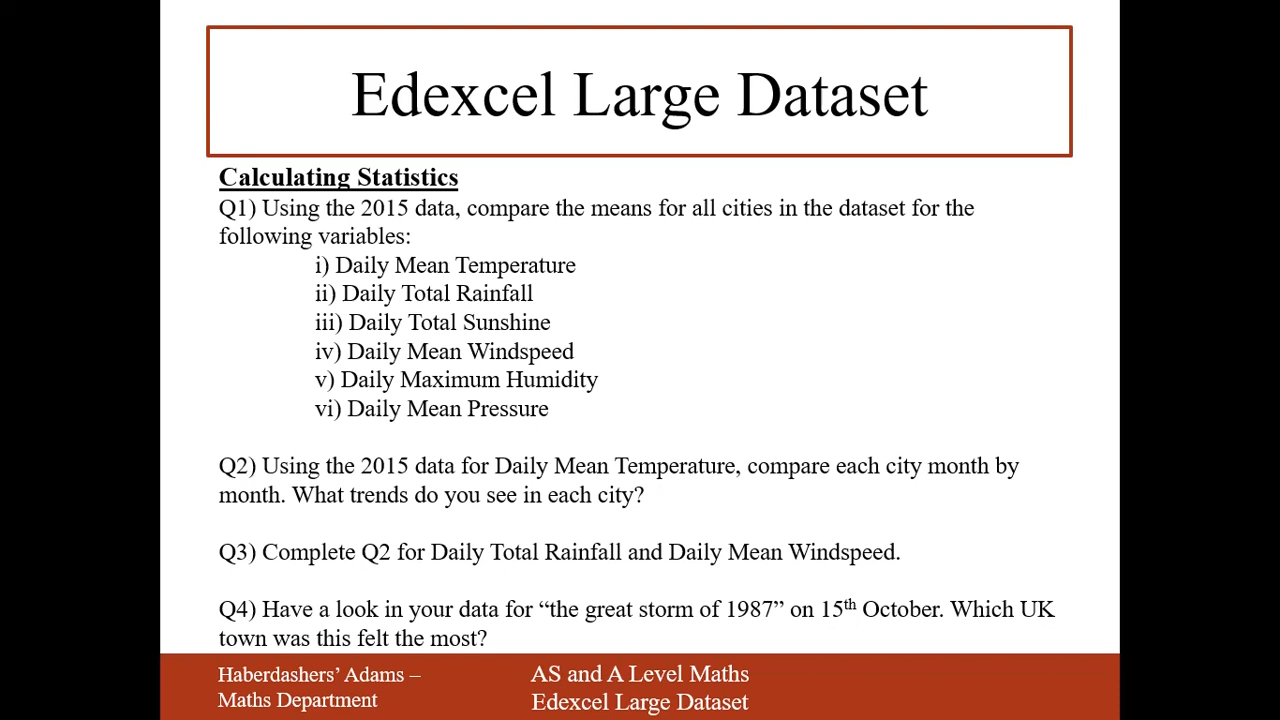 Edexcel Large Dataset
Calculating Statistics
Q1) Using the 2015 data, compare the means for all cities in the dataset for the
following variables:
i) Daily Mean Temperature
ii) Daily Total Rainfall
iii) Daily Total Sunshine
iv) Daily Mean Windspeed
v) Daily Maximum Humidity
vi) Daily Mean Pressure
Q2) Using the 2015 data for Daily Mean Temperature, compare each city month by
month. What trends do you see in each city?
Q3) Complete Q2 for Daily Total Rainfall and Daily Mean Windspeed.
Q4) Have a look in your data for “the great storm of 1987” on 15th October. Which UK
town was this felt the most?
Haberdashers’ Adams –
Maths Department
AS and A Level Maths
Edexcel Large Dataset